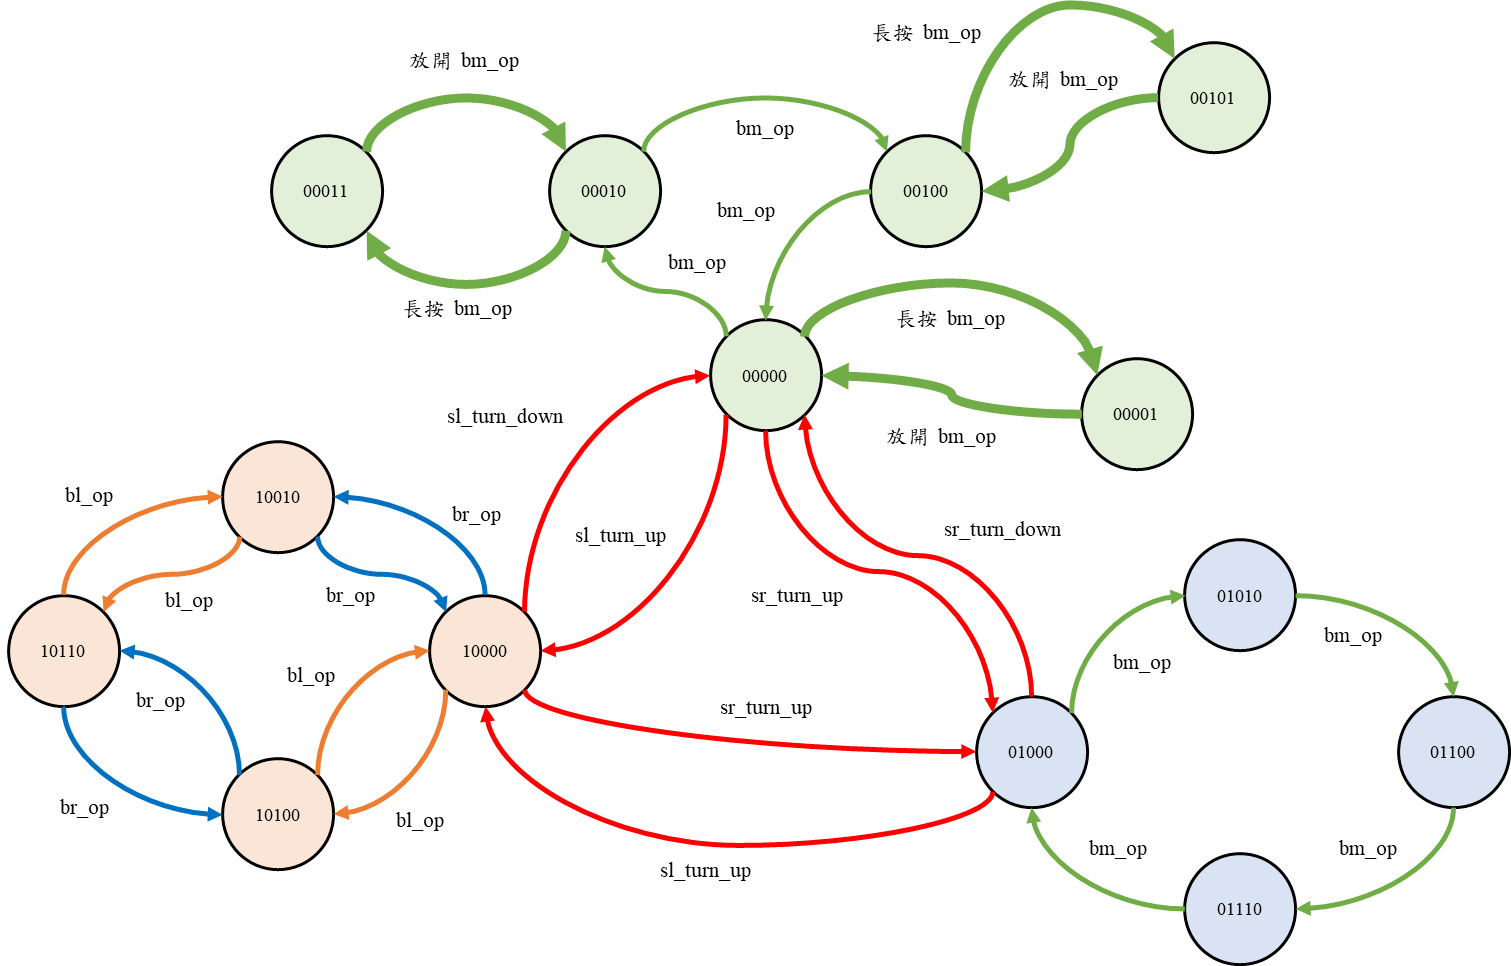 長按 bm_op
放開 bm_op
放開 bm_op
00101
bm_op
00011
00010
00100
bm_op
bm_op
長按 bm_op
長按 bm_op
00000
00001
sl_turn_down
放開 bm_op
bl_op
10010
br_op
sl_turn_up
sr_turn_down
bl_op
br_op
sr_turn_up
01010
bm_op
10110
10000
bm_op
bl_op
br_op
sr_turn_up
01000
01100
br_op
10100
bl_op
bm_op
bm_op
sl_turn_up
01110